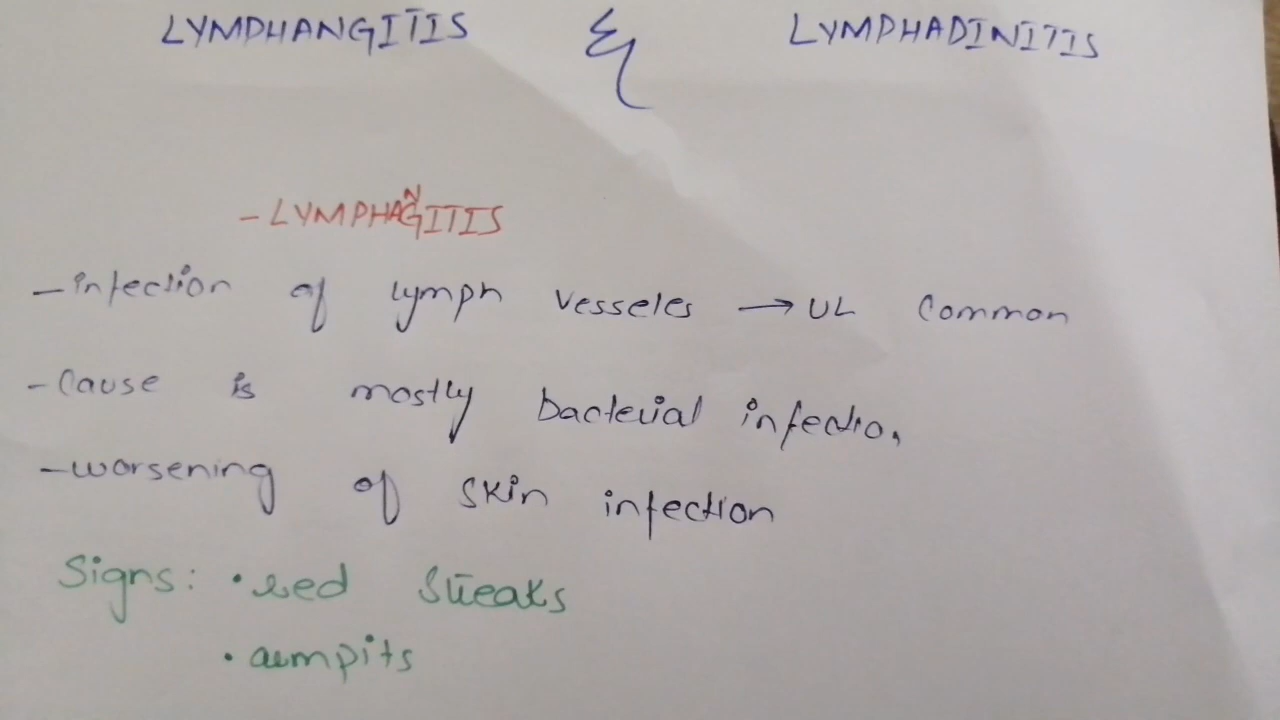 LYMPHANGITIS & LYMPHADINITIS
- LYMPHANGITIS
- infection of lymph vesseles → UL common
- Cause is mostly bacterial infectio,
- worsening of skin infection
Signs: • red streaks
• armpits